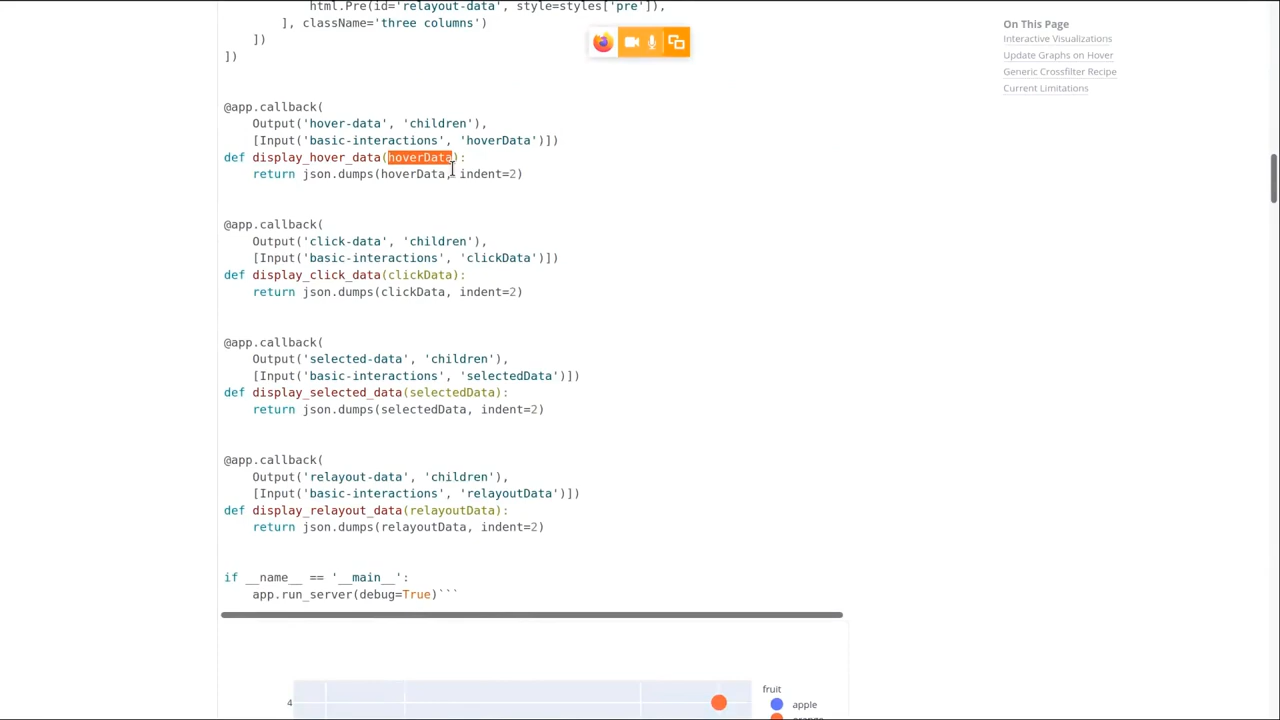 html.Pre(id='relayout-data', style=styles['pre']),
], className='three columns')
])
])
@app.callback(
Output('hover-data', 'children'),
[Input('basic-interactions', 'hoverData')])
def display_hover_data(hoverData):
return json.dumps(hoverData, indent=2)
@app.callback(
Output('click-data', 'children'),
[Input('basic-interactions', 'clickData')])
def display_click_data(clickData):
return json.dumps(clickData, indent=2)
@app.callback(
Output('selected-data', 'children'),
[Input('basic-interactions', 'selectedData')])
def display_selected_data(selectedData):
return json.dumps(selectedData, indent=2)
@app.callback(
Output('relayout-data', 'children'),
[Input('basic-interactions', 'relayoutData')])
def display_relayout_data(relayoutData):
return json.dumps(relayoutData, indent=2)
if __name__ == '__main__':
app.run_server(debug=True)```
4
fruit
apple
orange
On This Page
Interactive Visualizations
Update Graphs on Hover
Generic Crossfilter Recipe
Current Limitations